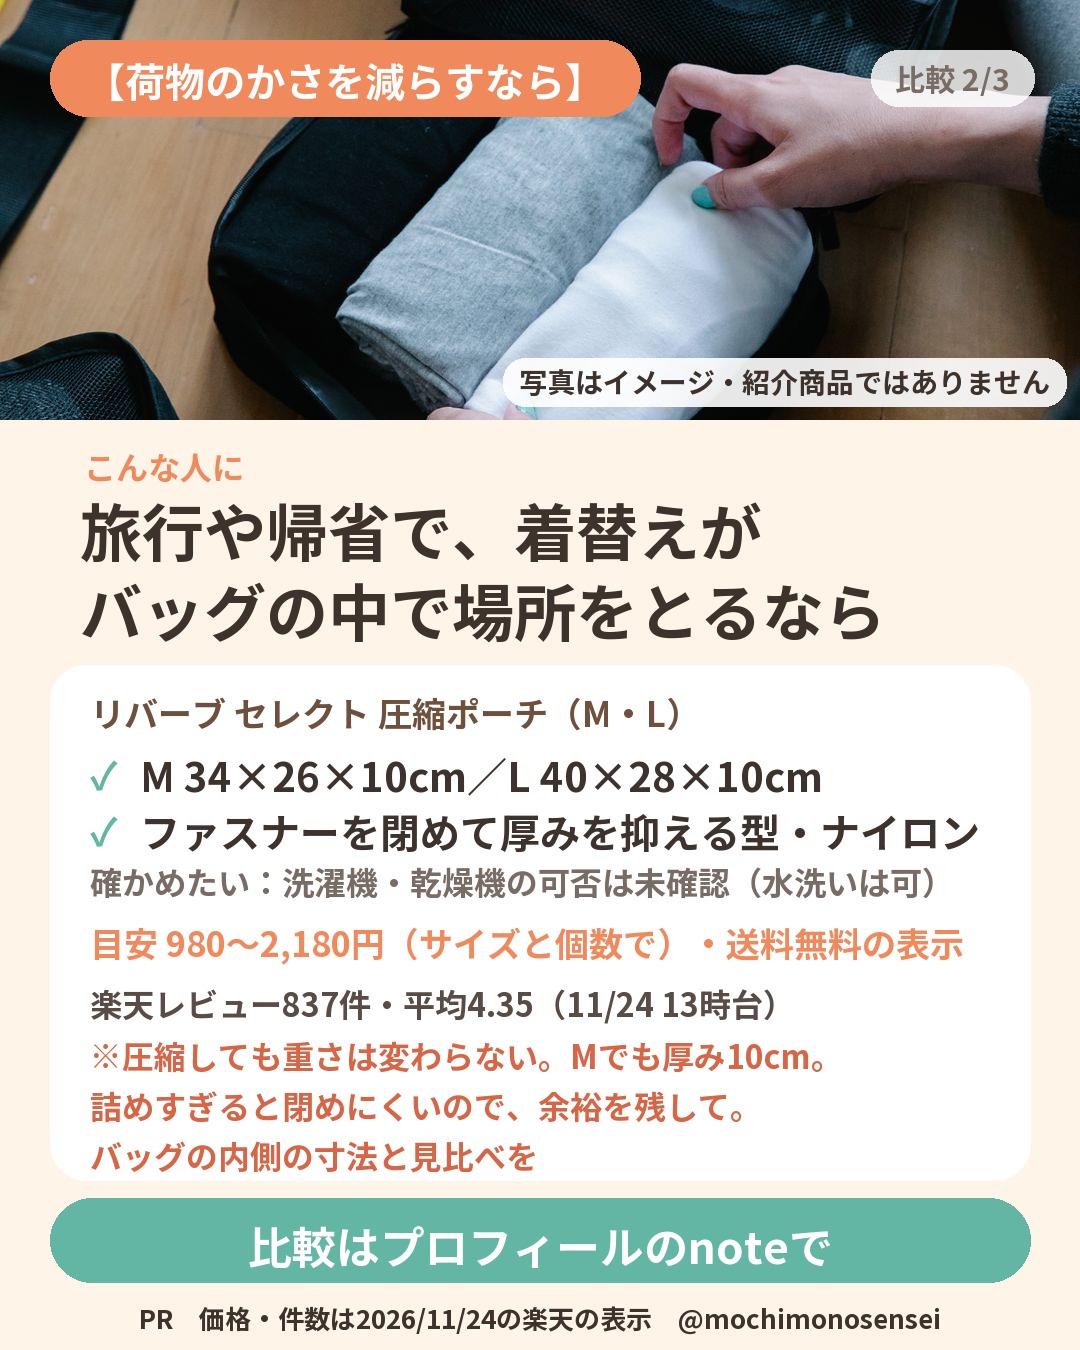 【荷物のかさを減らすなら】
比較 2/3
写真はイメージ・紹介商品ではありません
こんな人に
旅行や帰省で、着替えが
バッグの中で場所をとるなら
リバーブ セレクト 圧縮ポーチ（M・L）
✓ M 34×26×10cm／L 40×28×10cm
✓ ファスナーを閉めて厚みを抑える型・ナイロン
確かめたい：洗濯機・乾燥機の可否は未確認（水洗いは可）
目安 980〜2,180円（サイズと個数で）・送料無料の表示
楽天レビュー837件・平均4.35（11/24 13時台）
※圧縮しても重さは変わらない。Mでも厚み10cm。
詰めすぎると閉めにくいので、余裕を残して。
バッグの内側の寸法と見比べを
比較はプロフィールのnoteで
PR　価格・件数は2026/11/24の楽天の表示　@mochimonosensei